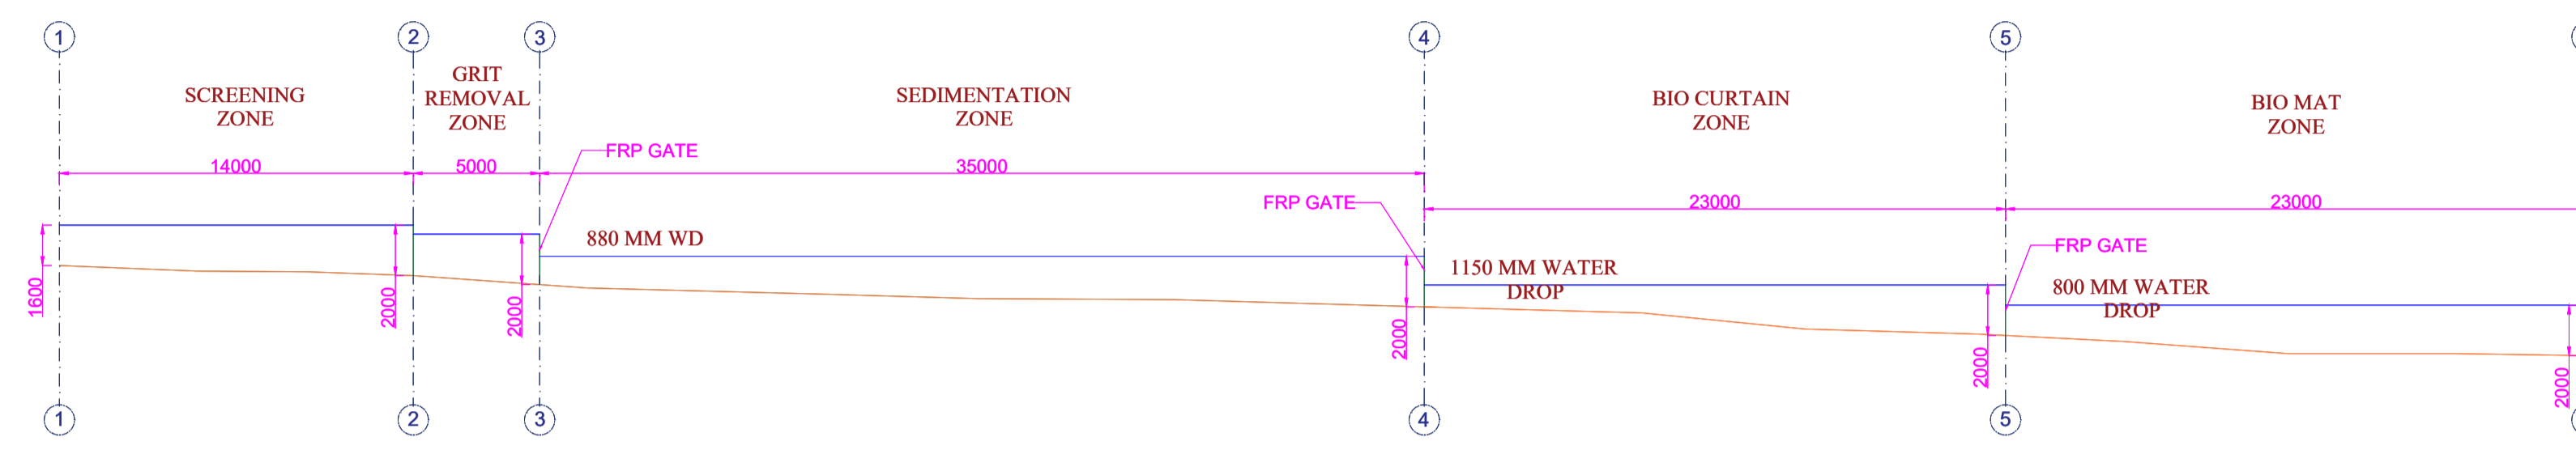 1
2
3
4
5
SCREENING
ZONE
GRIT
REMOVAL
ZONE
SEDIMENTATION
ZONE
BIO CURTAIN
ZONE
BIO MAT
ZONE
14000
5000
35000
23000
23000
FRP GATE
FRP GATE
FRP GATE
880 MM WD
1150 MM WATER
DROP
800 MM WATER
DROP
1600
2000
2000
2000
2000
2000
1
2
3
4
5